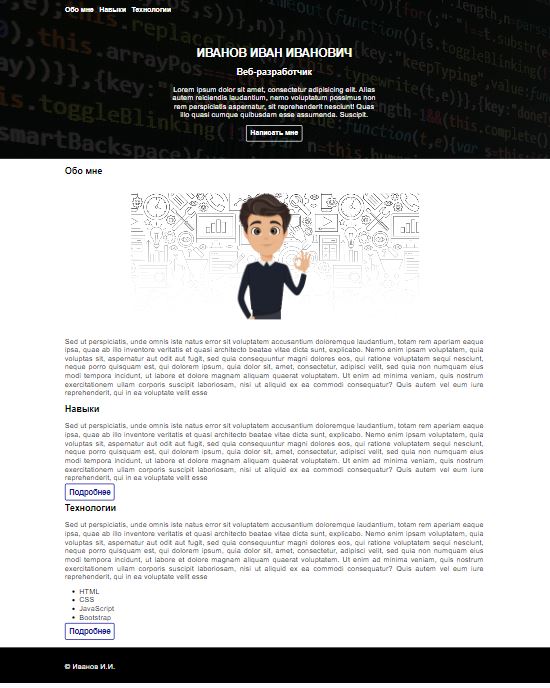 Обо мне Навыки Технологии
ИВАНОВ ИВАН ИВАНОВИЧ
Веб-разработчик
Lorem ipsum dolor sit amet, consectetur adipisicing elit. Alias
autem reiciendis laudantium, nemo voluptatum possimus non
rem perspiciatis aspernatur, sit reprehenderit nesciunt! Quas
illo quasi cumque quibusdam esse assumenda. Suscipit.
Написать мне
Обо мне
Sed ut perspiciatis, unde omnis iste natus error sit voluptatem accusantium doloremque laudantium, totam rem aperiam eaque
ipsa, quae ab illo inventore veritatis et quasi architecto beatae vitae dicta sunt, explicabo. Nemo enim ipsam voluptatem, quia
voluptas sit, aspernatur aut odit aut fugit, sed quia consequuntur magni dolores eos, qui ratione voluptatem sequi nesciunt,
neque porro quisquam est, qui dolorem ipsum, quia dolor sit, amet, consectetur, adipisci velit, sed quia non numquam eius
modi tempora incidunt, ut labore et dolore magnam aliquam quaerat voluptatem. Ut enim ad minima veniam, quis nostrum
exercitationem ullam corporis suscipit laboriosam, nisi ut aliquid ex ea commodi consequatur? Quis autem vel eum iure
reprehenderit, qui in ea voluptate velit esse
Навыки
Sed ut perspiciatis, unde omnis iste natus error sit voluptatem accusantium doloremque laudantium, totam rem aperiam eaque
ipsa, quae ab illo inventore veritatis et quasi architecto beatae vitae dicta sunt, explicabo. Nemo enim ipsam voluptatem, quia
voluptas sit, aspernatur aut odit aut fugit, sed quia consequuntur magni dolores eos, qui ratione voluptatem sequi nesciunt,
neque porro quisquam est, qui dolorem ipsum, quia dolor sit, amet, consectetur, adipisci velit, sed quia non numquam eius
modi tempora incidunt, ut labore et dolore magnam aliquam quaerat voluptatem. Ut enim ad minima veniam, quis nostrum
exercitationem ullam corporis suscipit laboriosam, nisi ut aliquid ex ea commodi consequatur? Quis autem vel eum iure
reprehenderit, qui in ea voluptate velit esse
Подробнее
Технологии
Sed ut perspiciatis, unde omnis iste natus error sit voluptatem accusantium doloremque laudantium, totam rem aperiam eaque
ipsa, quae ab illo inventore veritatis et quasi architecto beatae vitae dicta sunt, explicabo. Nemo enim ipsam voluptatem, quia
voluptas sit, aspernatur aut odit aut fugit, sed quia consequuntur magni dolores eos, qui ratione voluptatem sequi nesciunt,
neque porro quisquam est, qui dolorem ipsum, quia dolor sit, amet, consectetur, adipisci velit, sed quia non numquam eius
modi tempora incidunt, ut labore et dolore magnam aliquam quaerat voluptatem. Ut enim ad minima veniam, quis nostrum
exercitationem ullam corporis suscipit laboriosam, nisi ut aliquid ex ea commodi consequatur? Quis autem vel eum iure
reprehenderit, qui in ea voluptate velit esse
HTML
CSS
JavaScript
Bootstrap
Подробнее
© Иванов И.И.